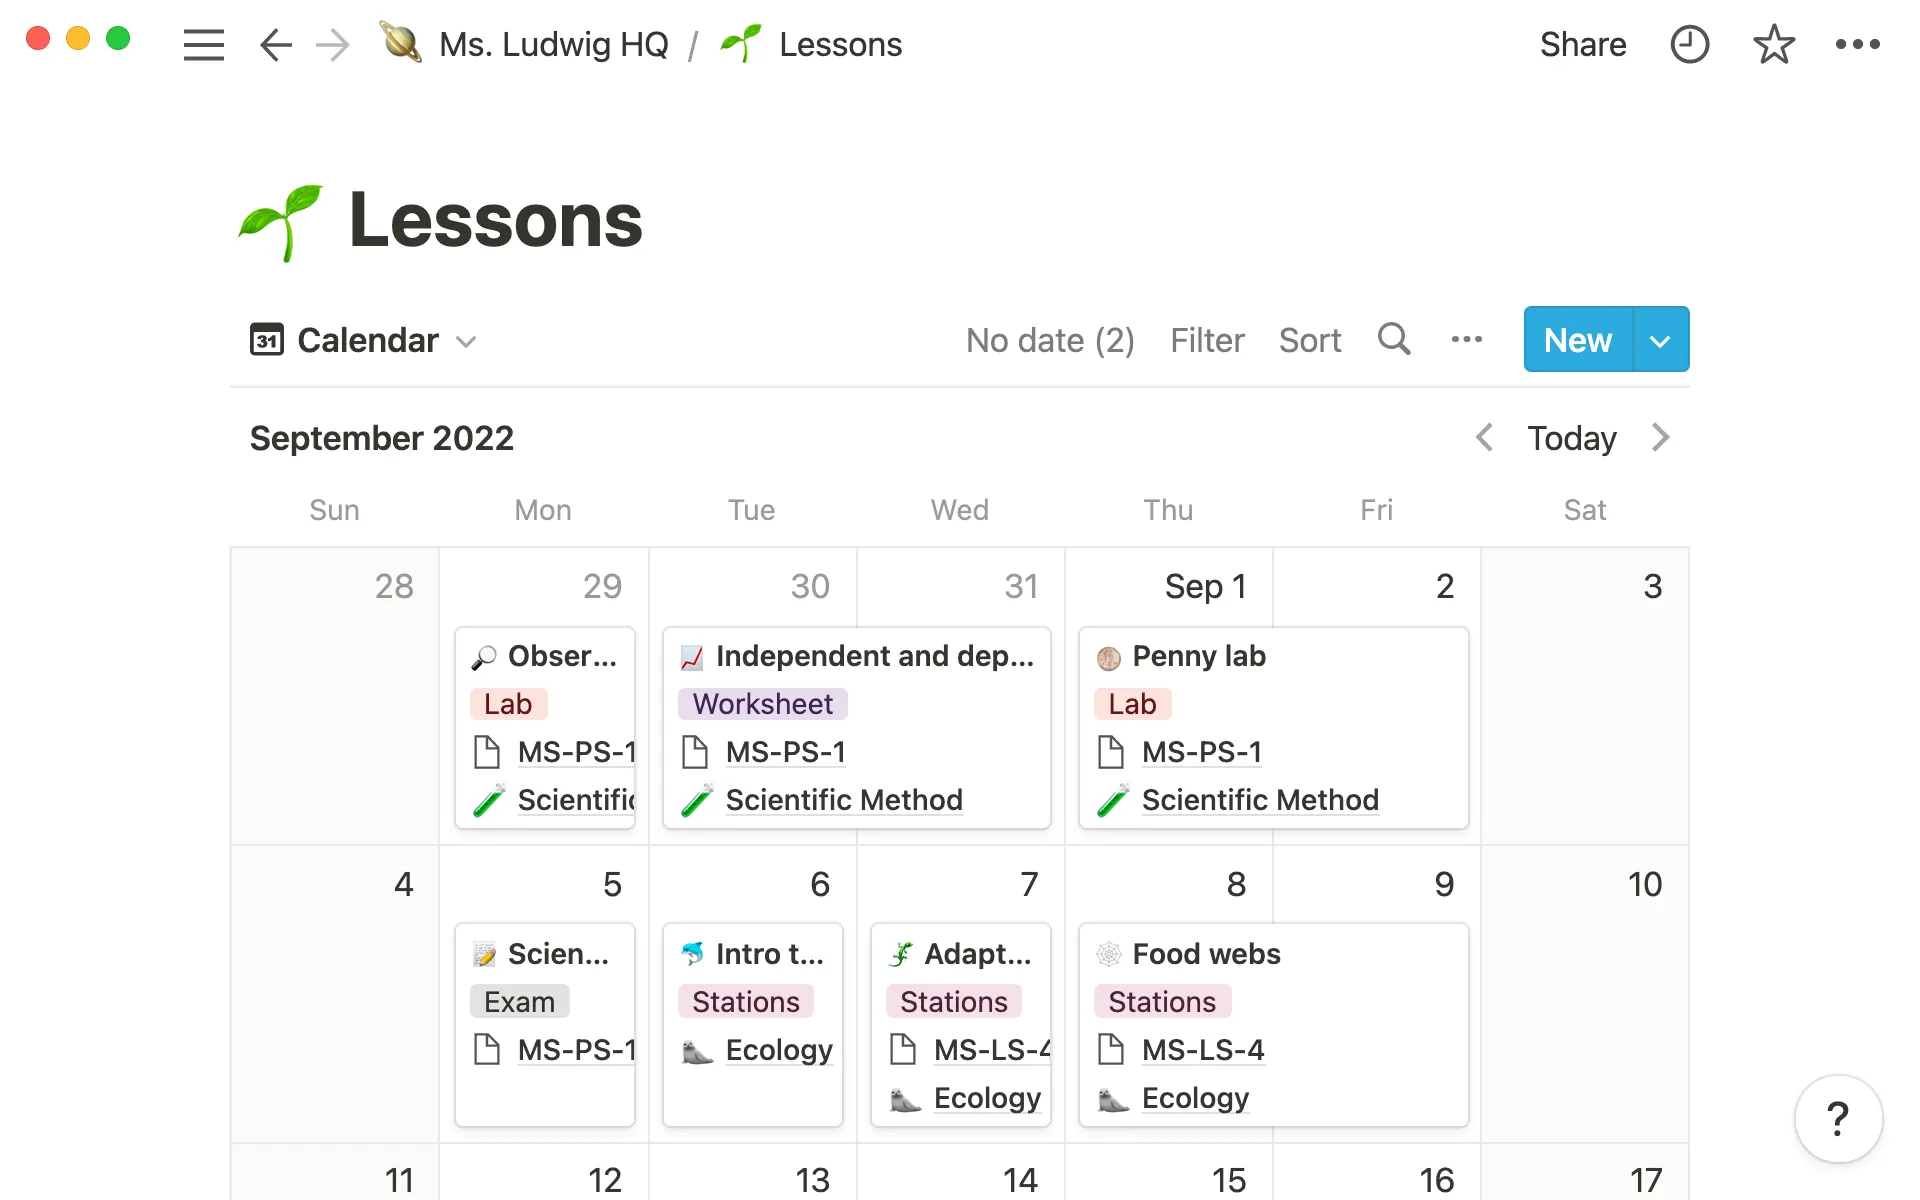 Ms. Ludwig HQ / Lessons
Share
Lessons
31 Calendar
No date (2) Filter Sort
New
September 2022
Today
Sun Mon Tue Wed Thu Fri Sat
28 29 30 31 Sep 1 2 3
Obser...
Lab
MS-PS-1
Scientific
Independent and dep...
Worksheet
MS-PS-1
Scientific Method
Penny lab
Lab
MS-PS-1
Scientific Method
4 5 6 7 8 9 10
Scien...
Exam
MS-PS-1
Intro t...
Stations
Ecology
Adapt...
Stations
MS-LS-4
Ecology
Food webs
Stations
MS-LS-4
Ecology
?
11 12 13 14 15 16 17